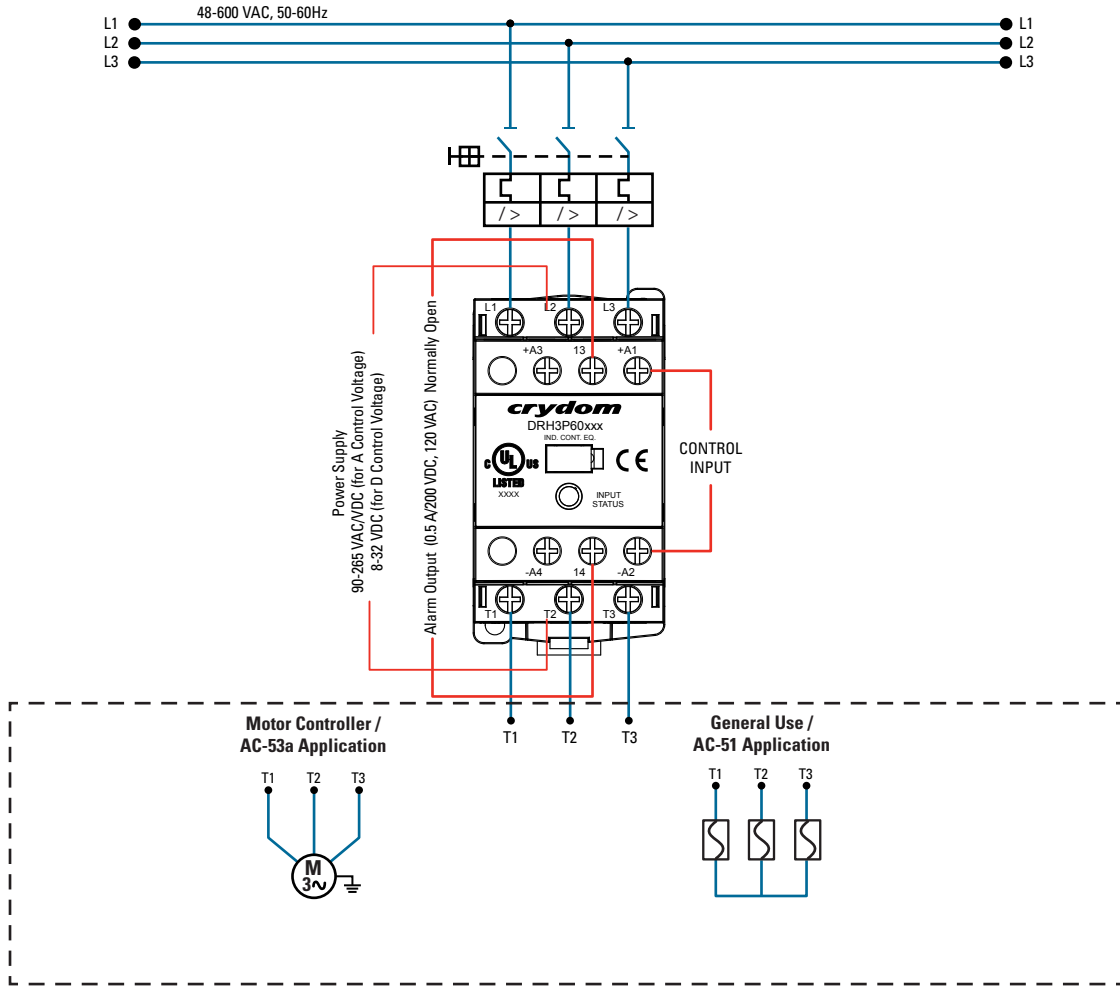 48-600 VAC, 50-60Hz
L1 L1
L2 L2
L3 L3
/ > / > / >
L1 L2 L3
+A3 13 +A1
crydom
DRH3P60xxx
IND. CONT. EQ.
C UL US CE
LISTED
XXXX
INPUT
STATUS
CONTROL
INPUT
Power Supply
90-265 VAC/VDC (for A Control Voltage)
8-32 VDC (for D Control Voltage)
Alarm Output (0.5 A/200 VDC, 120 VAC) Normally Open
-A4 14 -A2
T1 T2 T3
T1 T2 T3
Motor Controller /
AC-53a Application
T1 T2 T3
M
3~
General Use /
AC-51 Application
T1 T2 T3